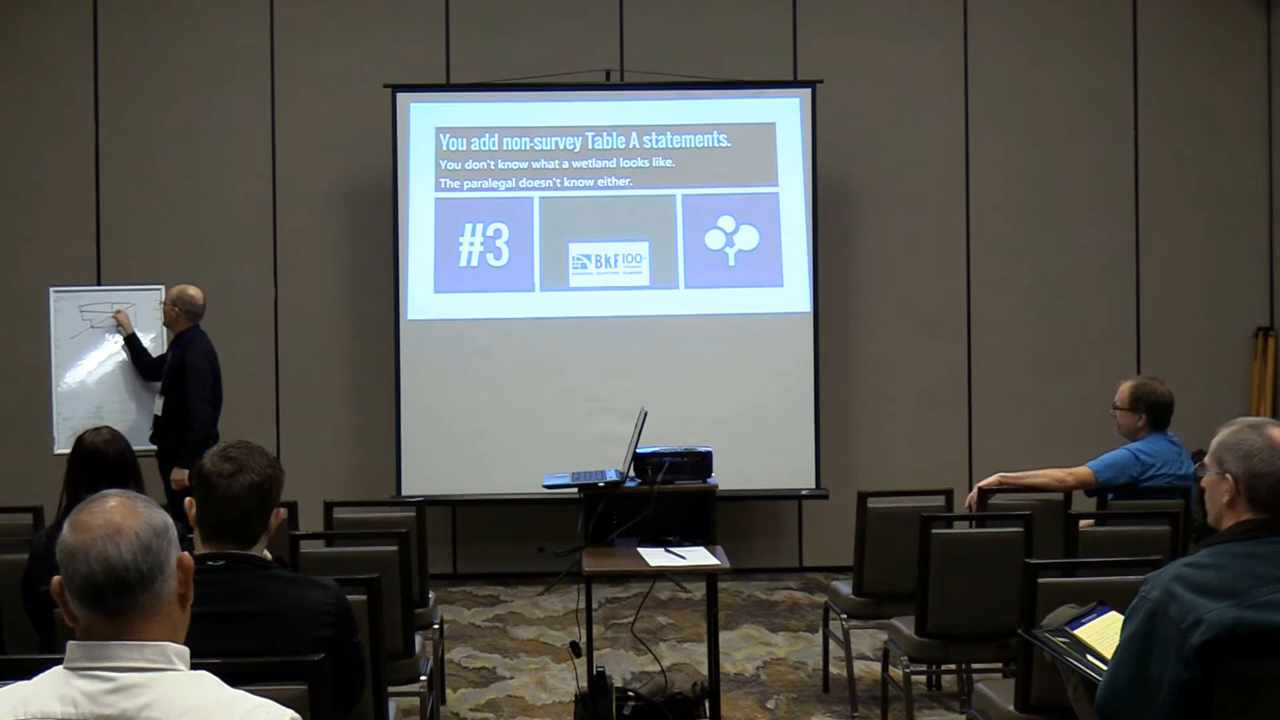 You add non-survey Table A statements.
You don't know what a wetland looks like.
The paralegal doesn't know either.
#3
BKF 100+